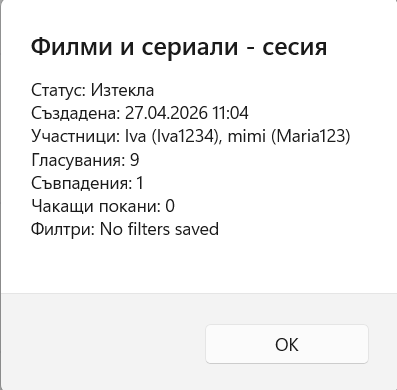 Филми и сериали - сесия
Статус: Изтекла
Създадена: 27.04.2026 11:04
Участници: Iva (Iva1234), mimi (Maria123)
Гласувания: 9
Съвпадения: 1
Чакащи покани: 0
Филтри: No filters saved
OK